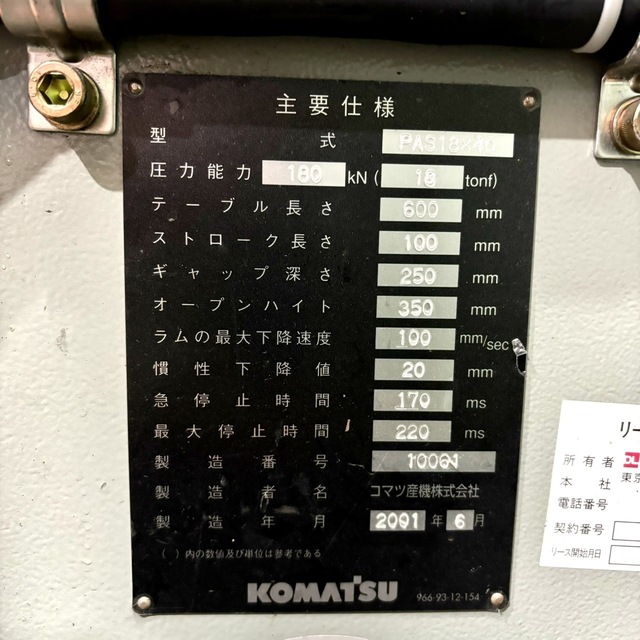 主要仕様
型式 PAS18X40
圧力能力 180 kN ( 18 tonf)
テーブル長さ 600 mm
ストローク長さ 100 mm
ギャップ深さ 250 mm
オープンハイト 350 mm
ラムの最大下降速度 100 mm/sec
慣性下降値 20 mm
急停止時間 170 ms
最大停止時間 220 ms
製造番号
製造者名 コマツ産機株式会社
製造年月 2001 年 6 月
( )内の数値及び単位は参考である
KOMATSU 966 93-12-154
リー
所有者
本社 東京
電話番号
契約番号
リース開始月日